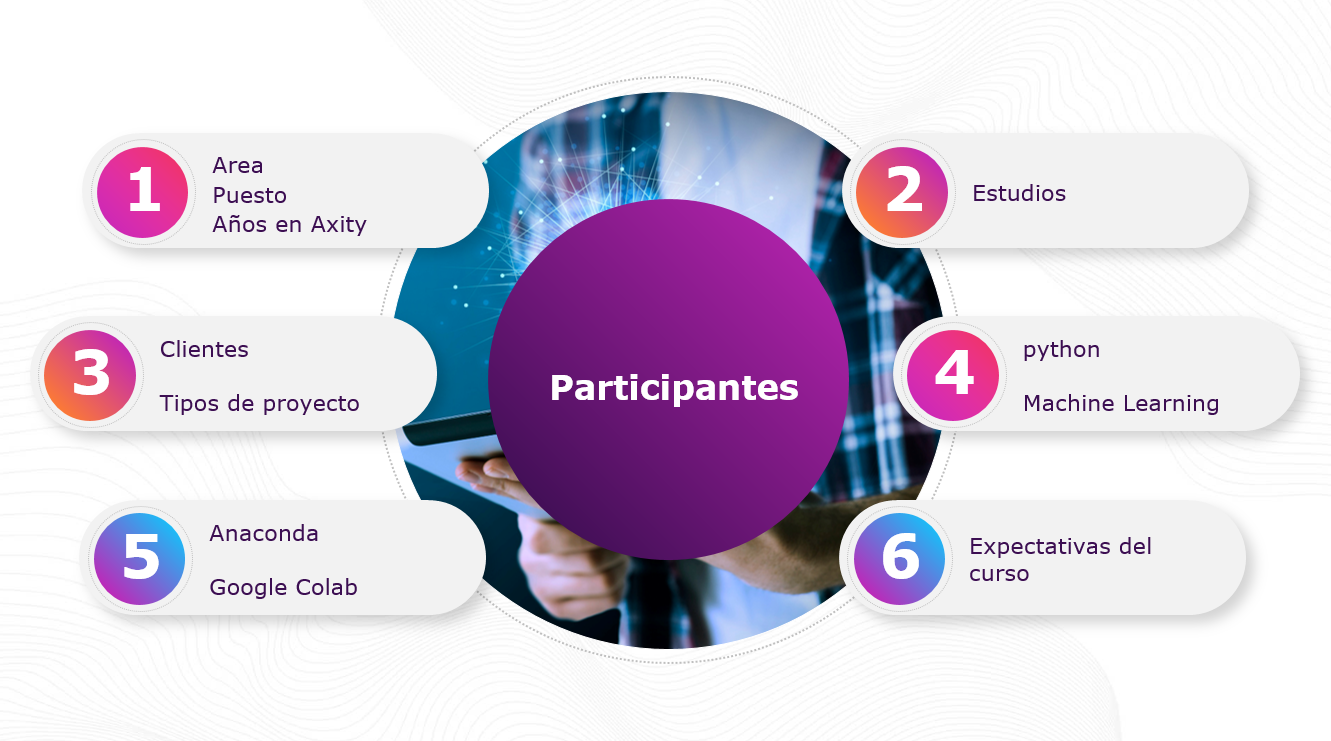 1
Area
Puesto
Años en Axity
2
Estudios
3
Clientes
Tipos de proyecto
Participantes
4
python
Machine Learning
5
Anaconda
Google Colab
6
Expectativas del
curso